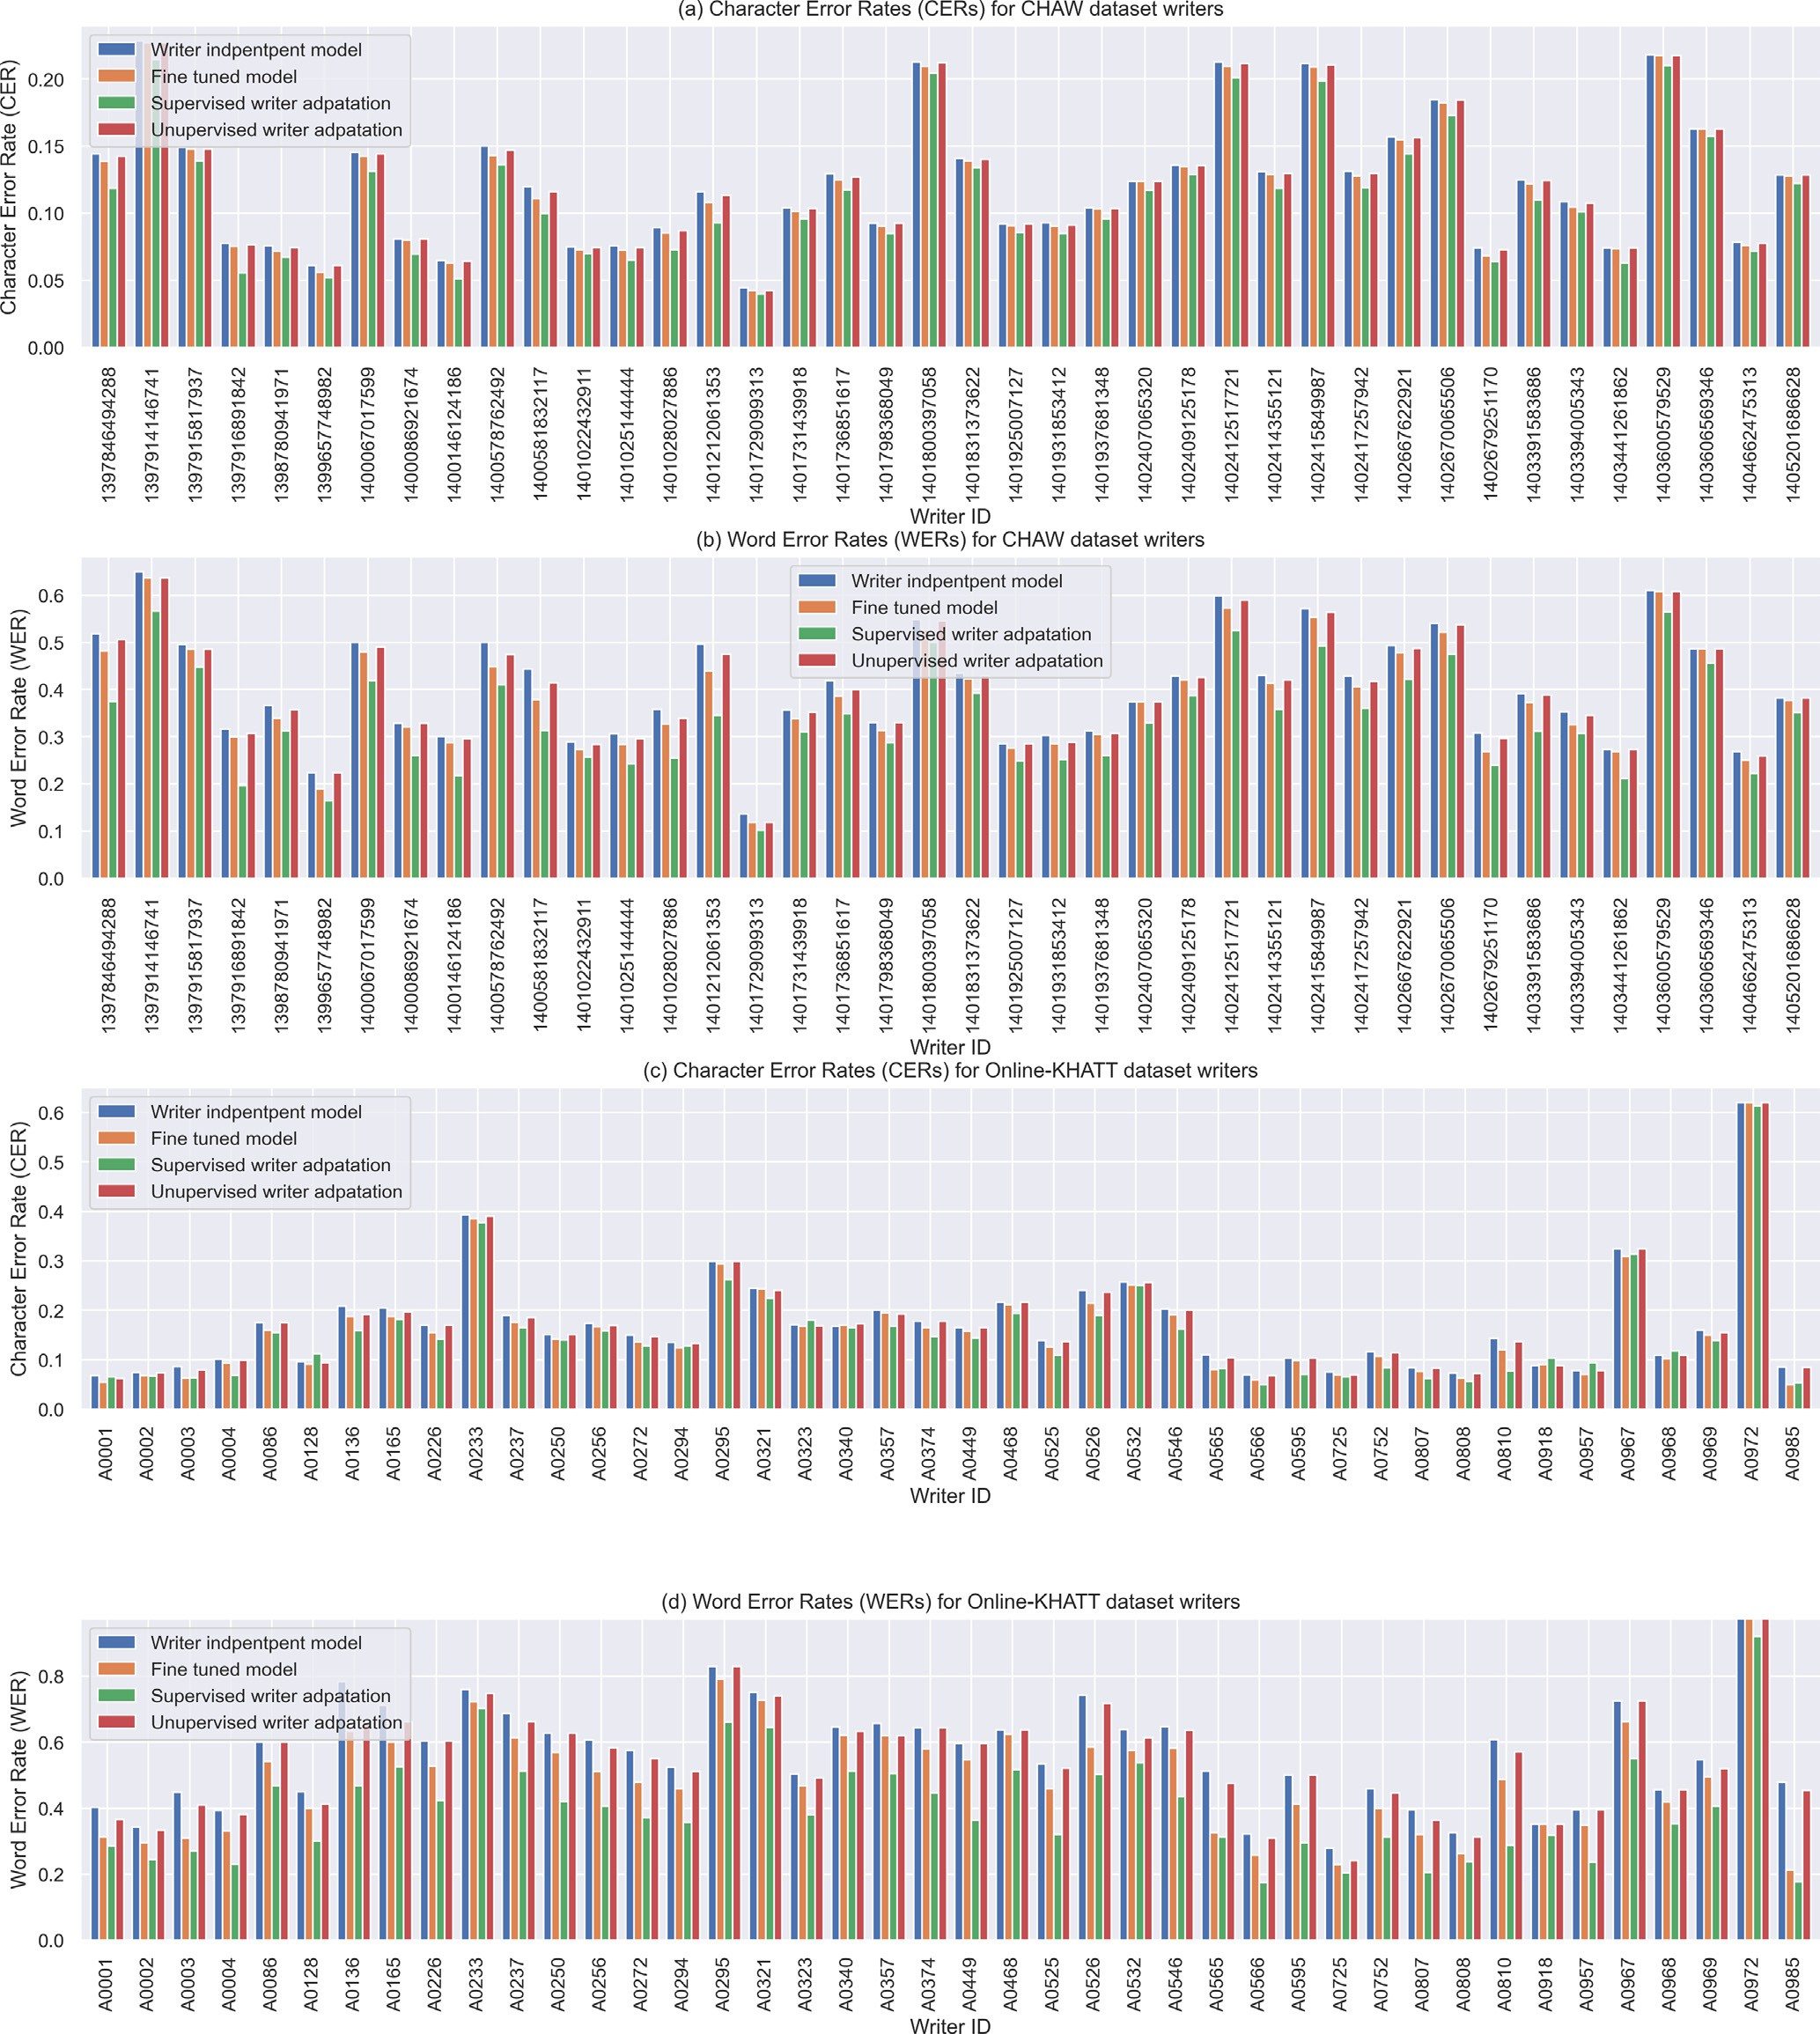 (a) Character Error Rates (CERs) for CHAW dataset writers
Character Error Rate (CER)
Writer indpentpent model
Fine tuned model
Supervised writer adpatation
Unupervised writer adpatation
0.20
0.15
0.10
0.05
0.00
1397846494288 1397914146741 1397915817937 1397916891842 1398780941971 1399657748982 1400067017599 1400086921674 1400146124186 1400578762492 1400581832117 1401022432911 1401025144444 1401028027886 1401212061353 1401729099313 1401731439918 1401736851617 1401798368049 1401800397058 1401831373622 1401925007127 1401931853412 1401937681348 1402407065320 1402409125178 1402412517721 1402414355121 1402415849987 1402417257942 1402667622921 1402677065506 1402679251170 1403391583686 1403394005343 1403441261862 1403600579529 1403606569346 1404662475313 1405201686628
Writer ID
(b) Word Error Rates (WERs) for CHAW dataset writers
Word Error Rate (WER)
Writer indpentpent model
Fine tuned model
Supervised writer adpatation
Unupervised writer adpatation
0.6
0.5
0.4
0.3
0.2
0.1
0.0
1397846494288 1397914146741 1397915817937 1397916891842 1398780941971 1399657748982 1400067017599 1400086921674 1400146124186 1400578762492 1400581832117 1401022432911 1401025144444 1401028027886 1401212061353 1401729099313 1401731439918 1401736851617 1401798368049 1401800397058 1401831373622 1401925007127 1401931853412 1401937681348 1402407065320 1402409125178 1402412517721 1402414355121 1402415849987 1402417257942 1402667622921 1402677065506 1402679251170 1403391583686 1403394005343 1403441261862 1403600579529 1403606569346 1404662475313 1405201686628
Writer ID
(c) Character Error Rates (CERs) for Online-KHATT dataset writers
Character Error Rate (CER)
Writer indpentpent model
Fine tuned model
Supervised writer adpatation
Unupervised writer adpatation
0.6
0.5
0.4
0.3
0.2
0.1
0.0
A0001 A0002 A0003 A0004 A0086 A0128 A0136 A0165 A0226 A0233 A0237 A0250 A0256 A0272 A0294 A0295 A0321 A0323 A0340 A0357 A0374 A0449 A0468 A0525 A0526 A0532 A0546 A0565 A0566 A0595 A0725 A0752 A0807 A0808 A0810 A0918 A0957 A0967 A0968 A0969 A0972 A0985
Writer ID
(d) Word Error Rates (WERs) for Online-KHATT dataset writers
Word Error Rate (WER)
Writer indpentpent model
Fine tuned model
Supervised writer adpatation
Unupervised writer adpatation
0.8
0.6
0.4
0.2
0.0
A0001 A0002 A0003 A0004 A0086 A0128 A0136 A0165 A0226 A0233 A0237 A0250 A0256 A0272 A0294 A0295 A0321 A0323 A0340 A0357 A0374 A0449 A0468 A0525 A0526 A0532 A0546 A0565 A0566 A0595 A0725 A0752 A0807 A0808 A0810 A0918 A0957 A0967 A0968 A0969 A0972 A0985
Writer ID